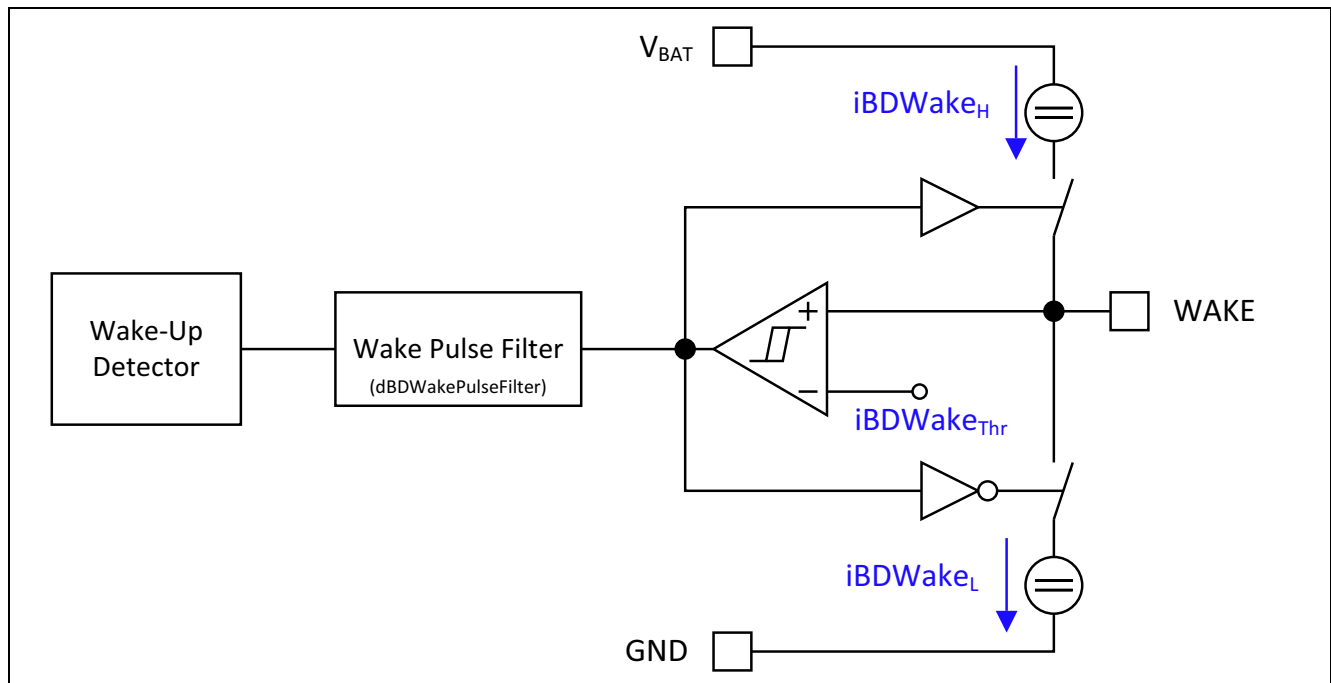 V_BAT
iBDWake_H
Wake-Up
Detector
Wake Pulse Filter
(dBDWakePulseFilter)
+
−
WAKE
iBDWake_Thr
iBDWake_L
GND